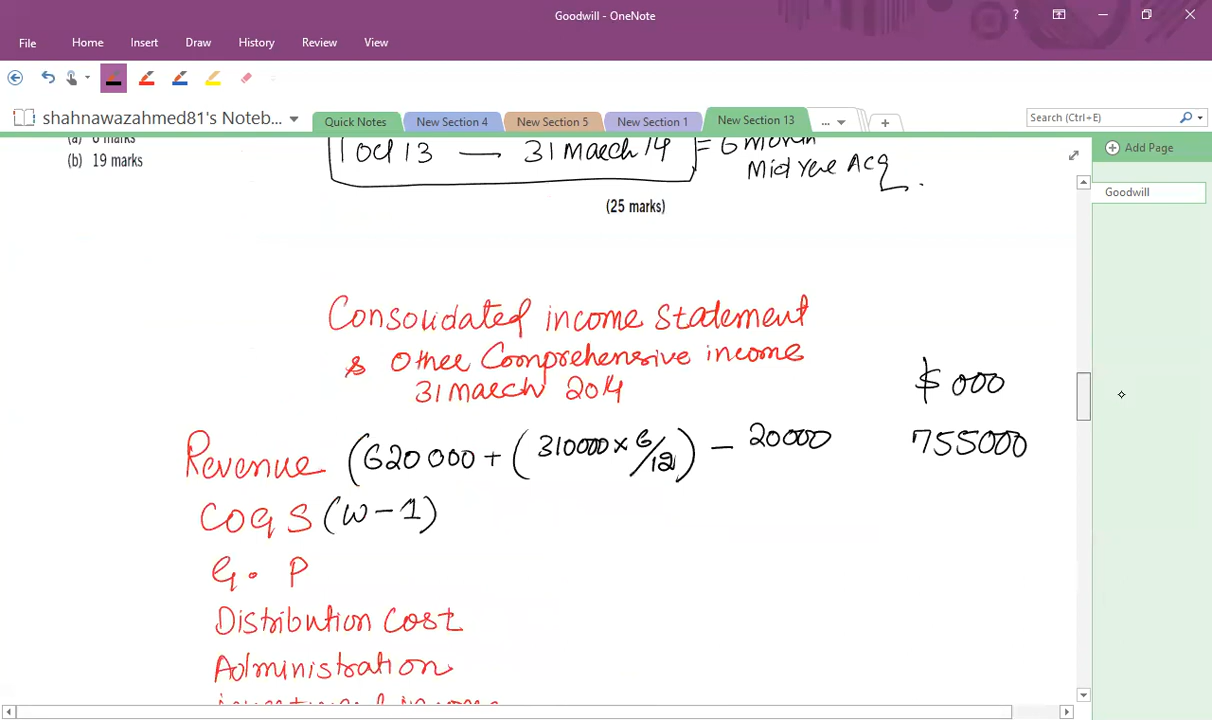 Goodwill - OneNote
?
File Home Insert Draw History Review View
shahnawazahmed81's Noteb... Quick Notes New Section 4 New Section 5 New Section 1 New Section 13 ... + Search (Ctrl+E)
Add Page
Goodwill
(b) 19 marks
1 Oct 13 — 31 March 14 = 6 month
Mid Year Acq.
(25 marks)
Consolidated income Statement
& Other Comprehensive income
31 March 2014
$ 000
Revenue (620 000 + (310000 × 6/12) — 20000 755000
COGS (W-1)
G. P
Distribution Cost
Administration